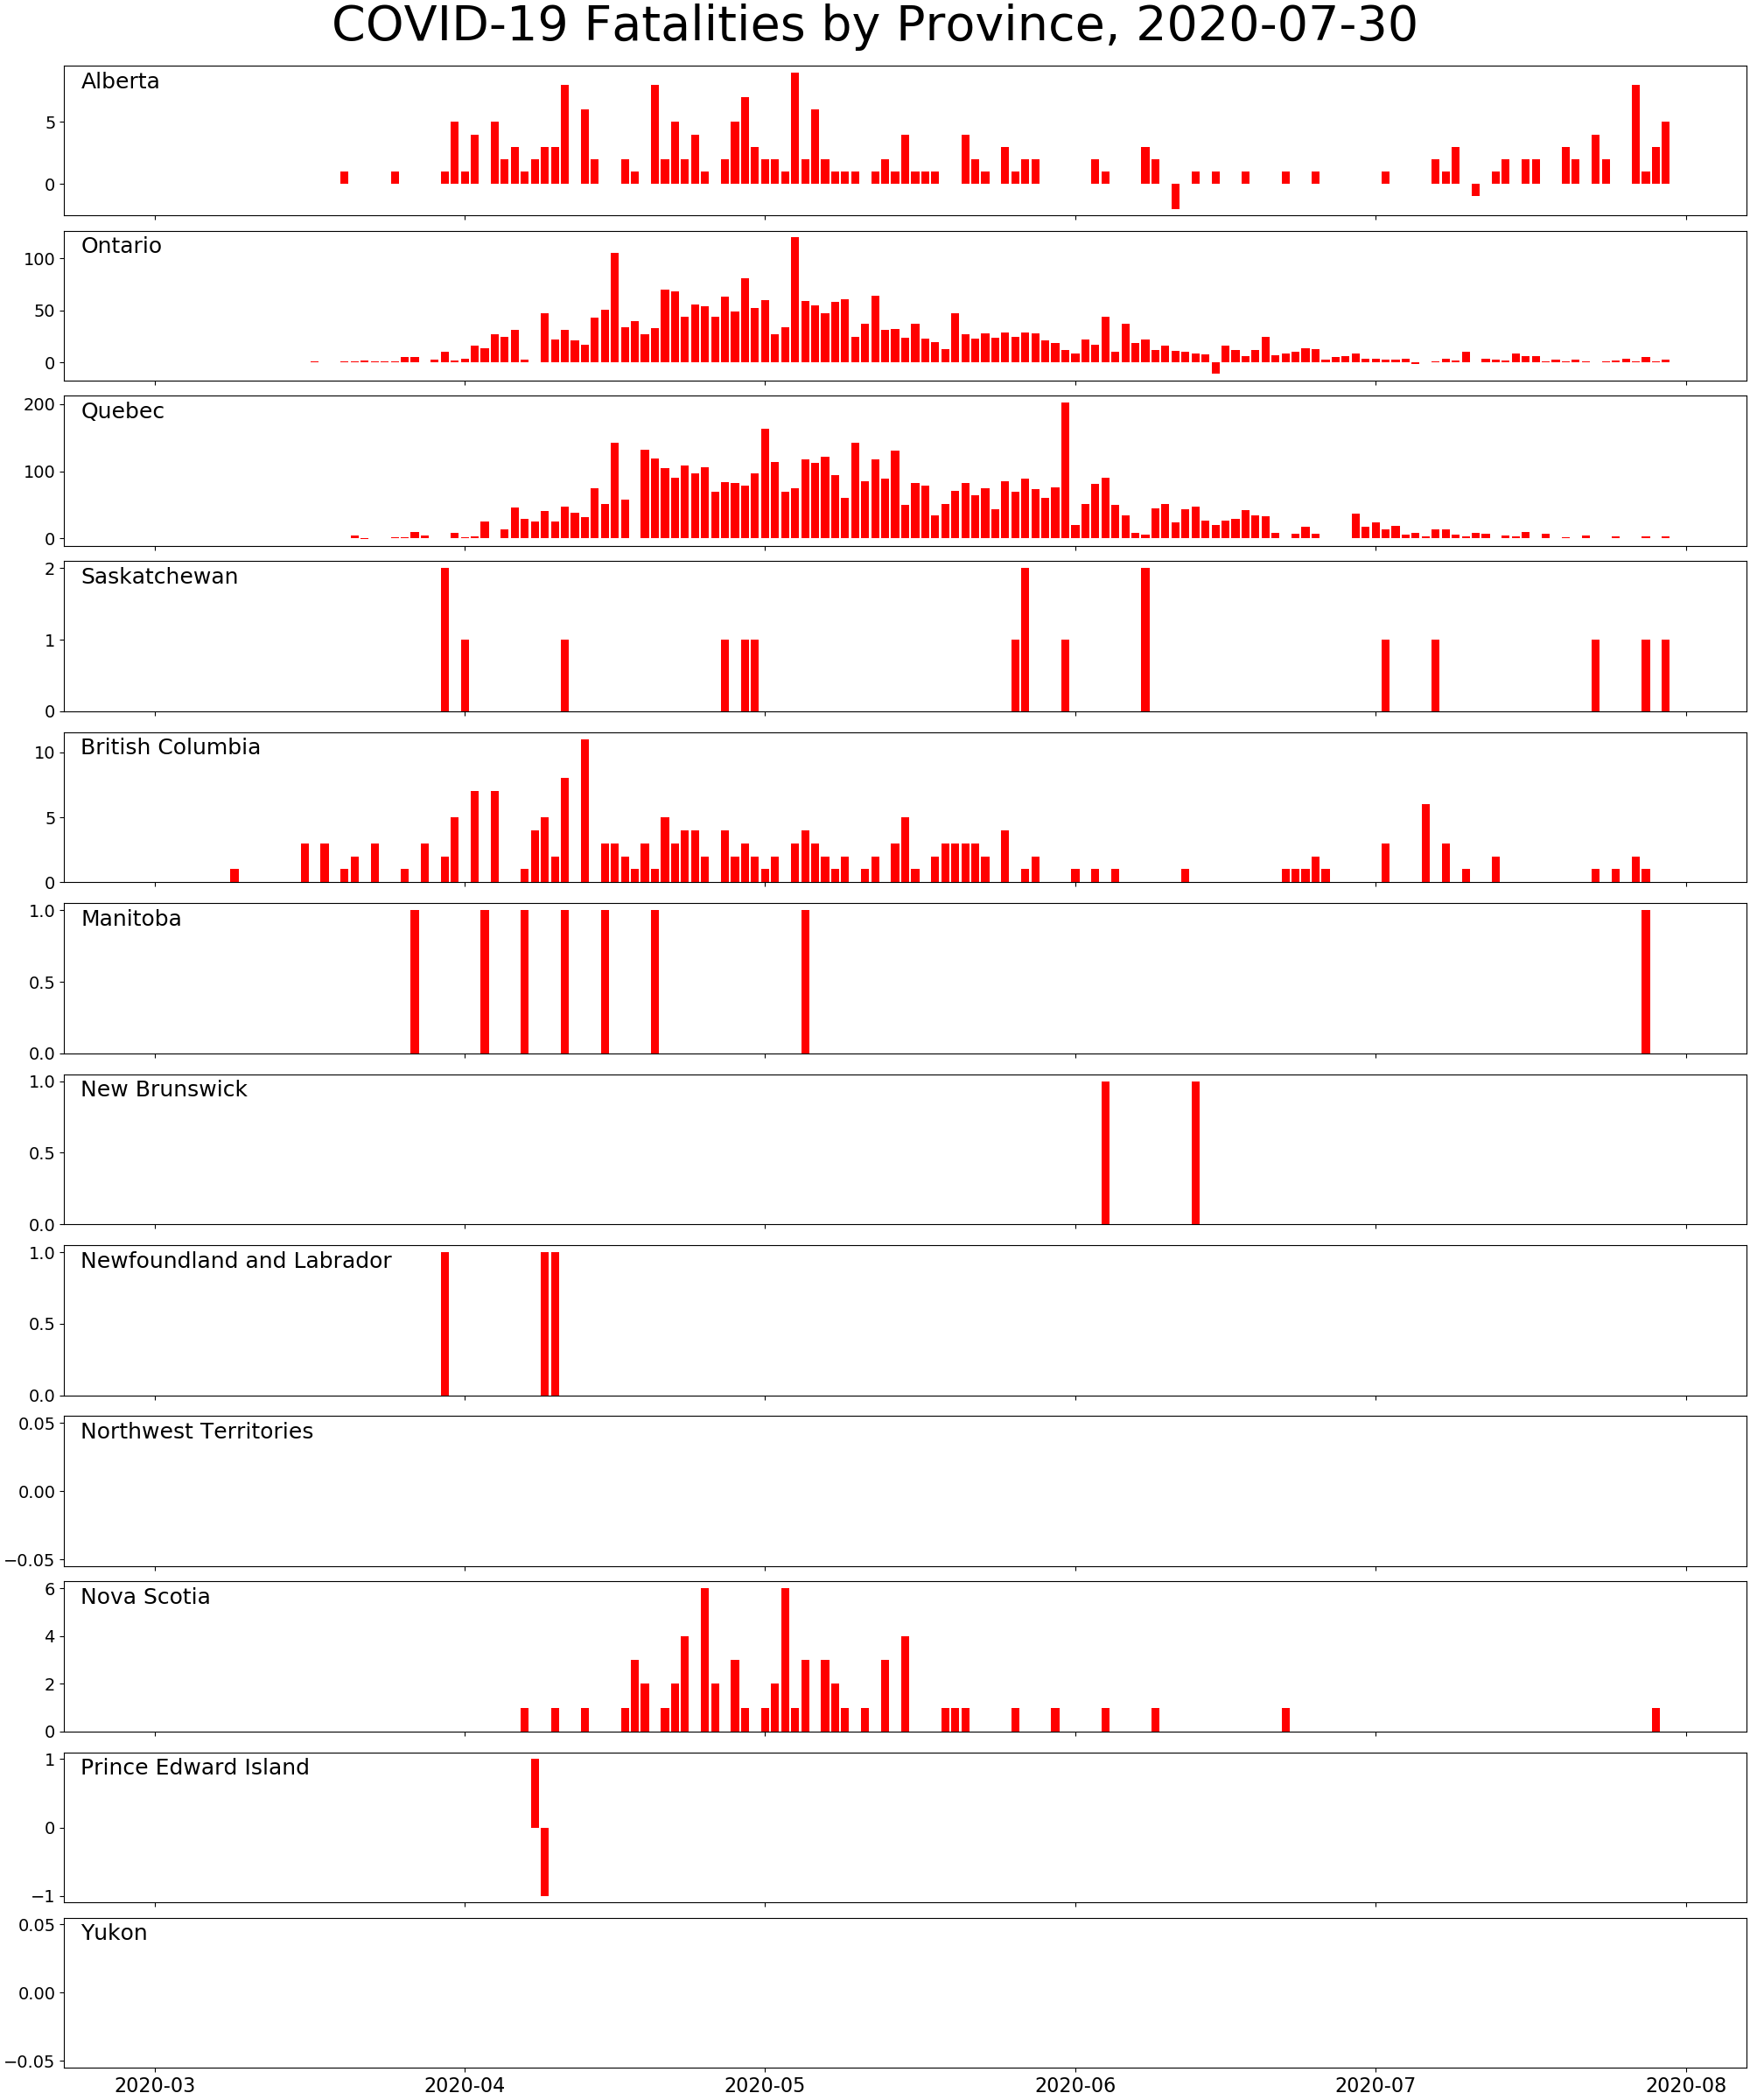 COVID-19 Fatalities by Province, 2020-07-30
Alberta
5
0
Ontario
100
50
0
Quebec
200
100
0
Saskatchewan
2
1
0
British Columbia
10
5
0
Manitoba
1.0
0.5
0.0
New Brunswick
1.0
0.5
0.0
Newfoundland and Labrador
1.0
0.5
0.0
Northwest Territories
0.05
0.00
−0.05
Nova Scotia
6
4
2
0
Prince Edward Island
1
0
−1
Yukon
0.05
0.00
−0.05
2020-03 2020-04 2020-05 2020-06 2020-07 2020-08